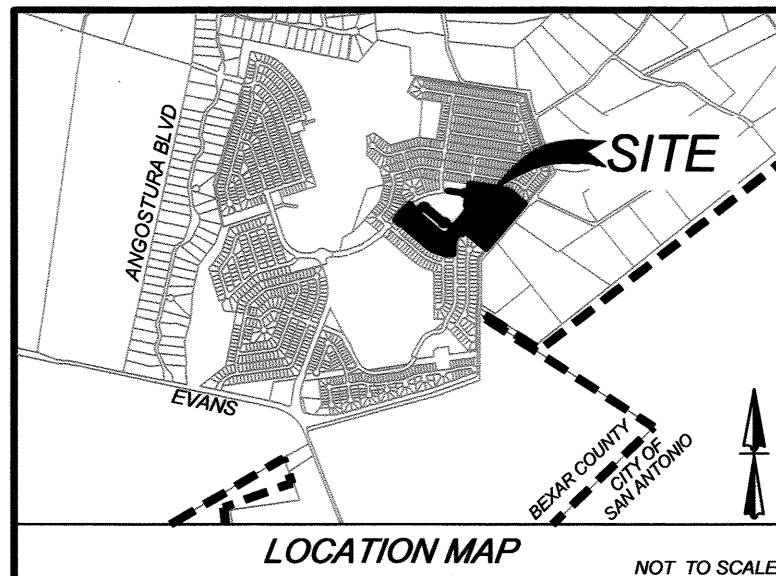 ANGOSTURA BLVD
SITE
EVANS
BEXAR COUNTY
CITY OF
SAN ANTONIO
LOCATION MAP
NOT TO SCALE